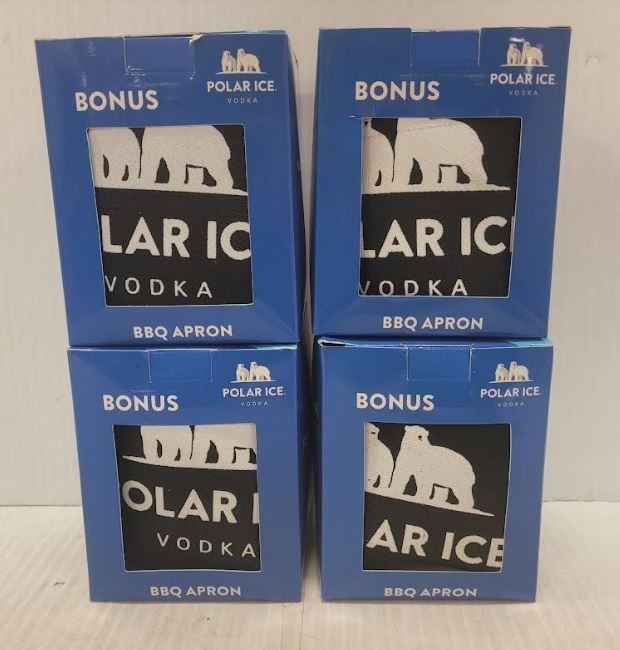 BONUS
POLAR ICE.
VODKA
LAR IC
VODKA
BBQ APRON
BONUS
POLAR ICE.
VODKA
LAR IC
VODKA
BBQ APRON
BONUS
POLAR ICE.
VODKA
OLAR I
VODKA
BBQ APRON
BONUS
POLAR ICE.
VODKA
AR ICE
BBQ APRON